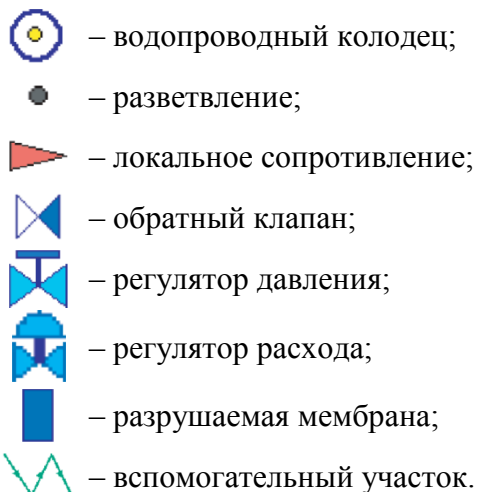 – водопроводный колодец;
– разветвление;
– локальное сопротивление;
– обратный клапан;
– регулятор давления;
– регулятор расхода;
– разрушаемая мембрана;
– вспомогательный участок.